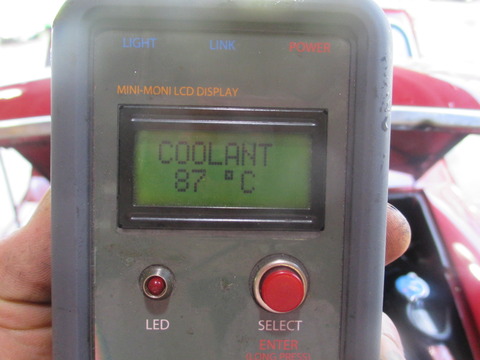 LIGHT LINK POWER
MINI-MONI LCD DISPLAY
COOLANT
87 °C
LED SELECT
ENTER